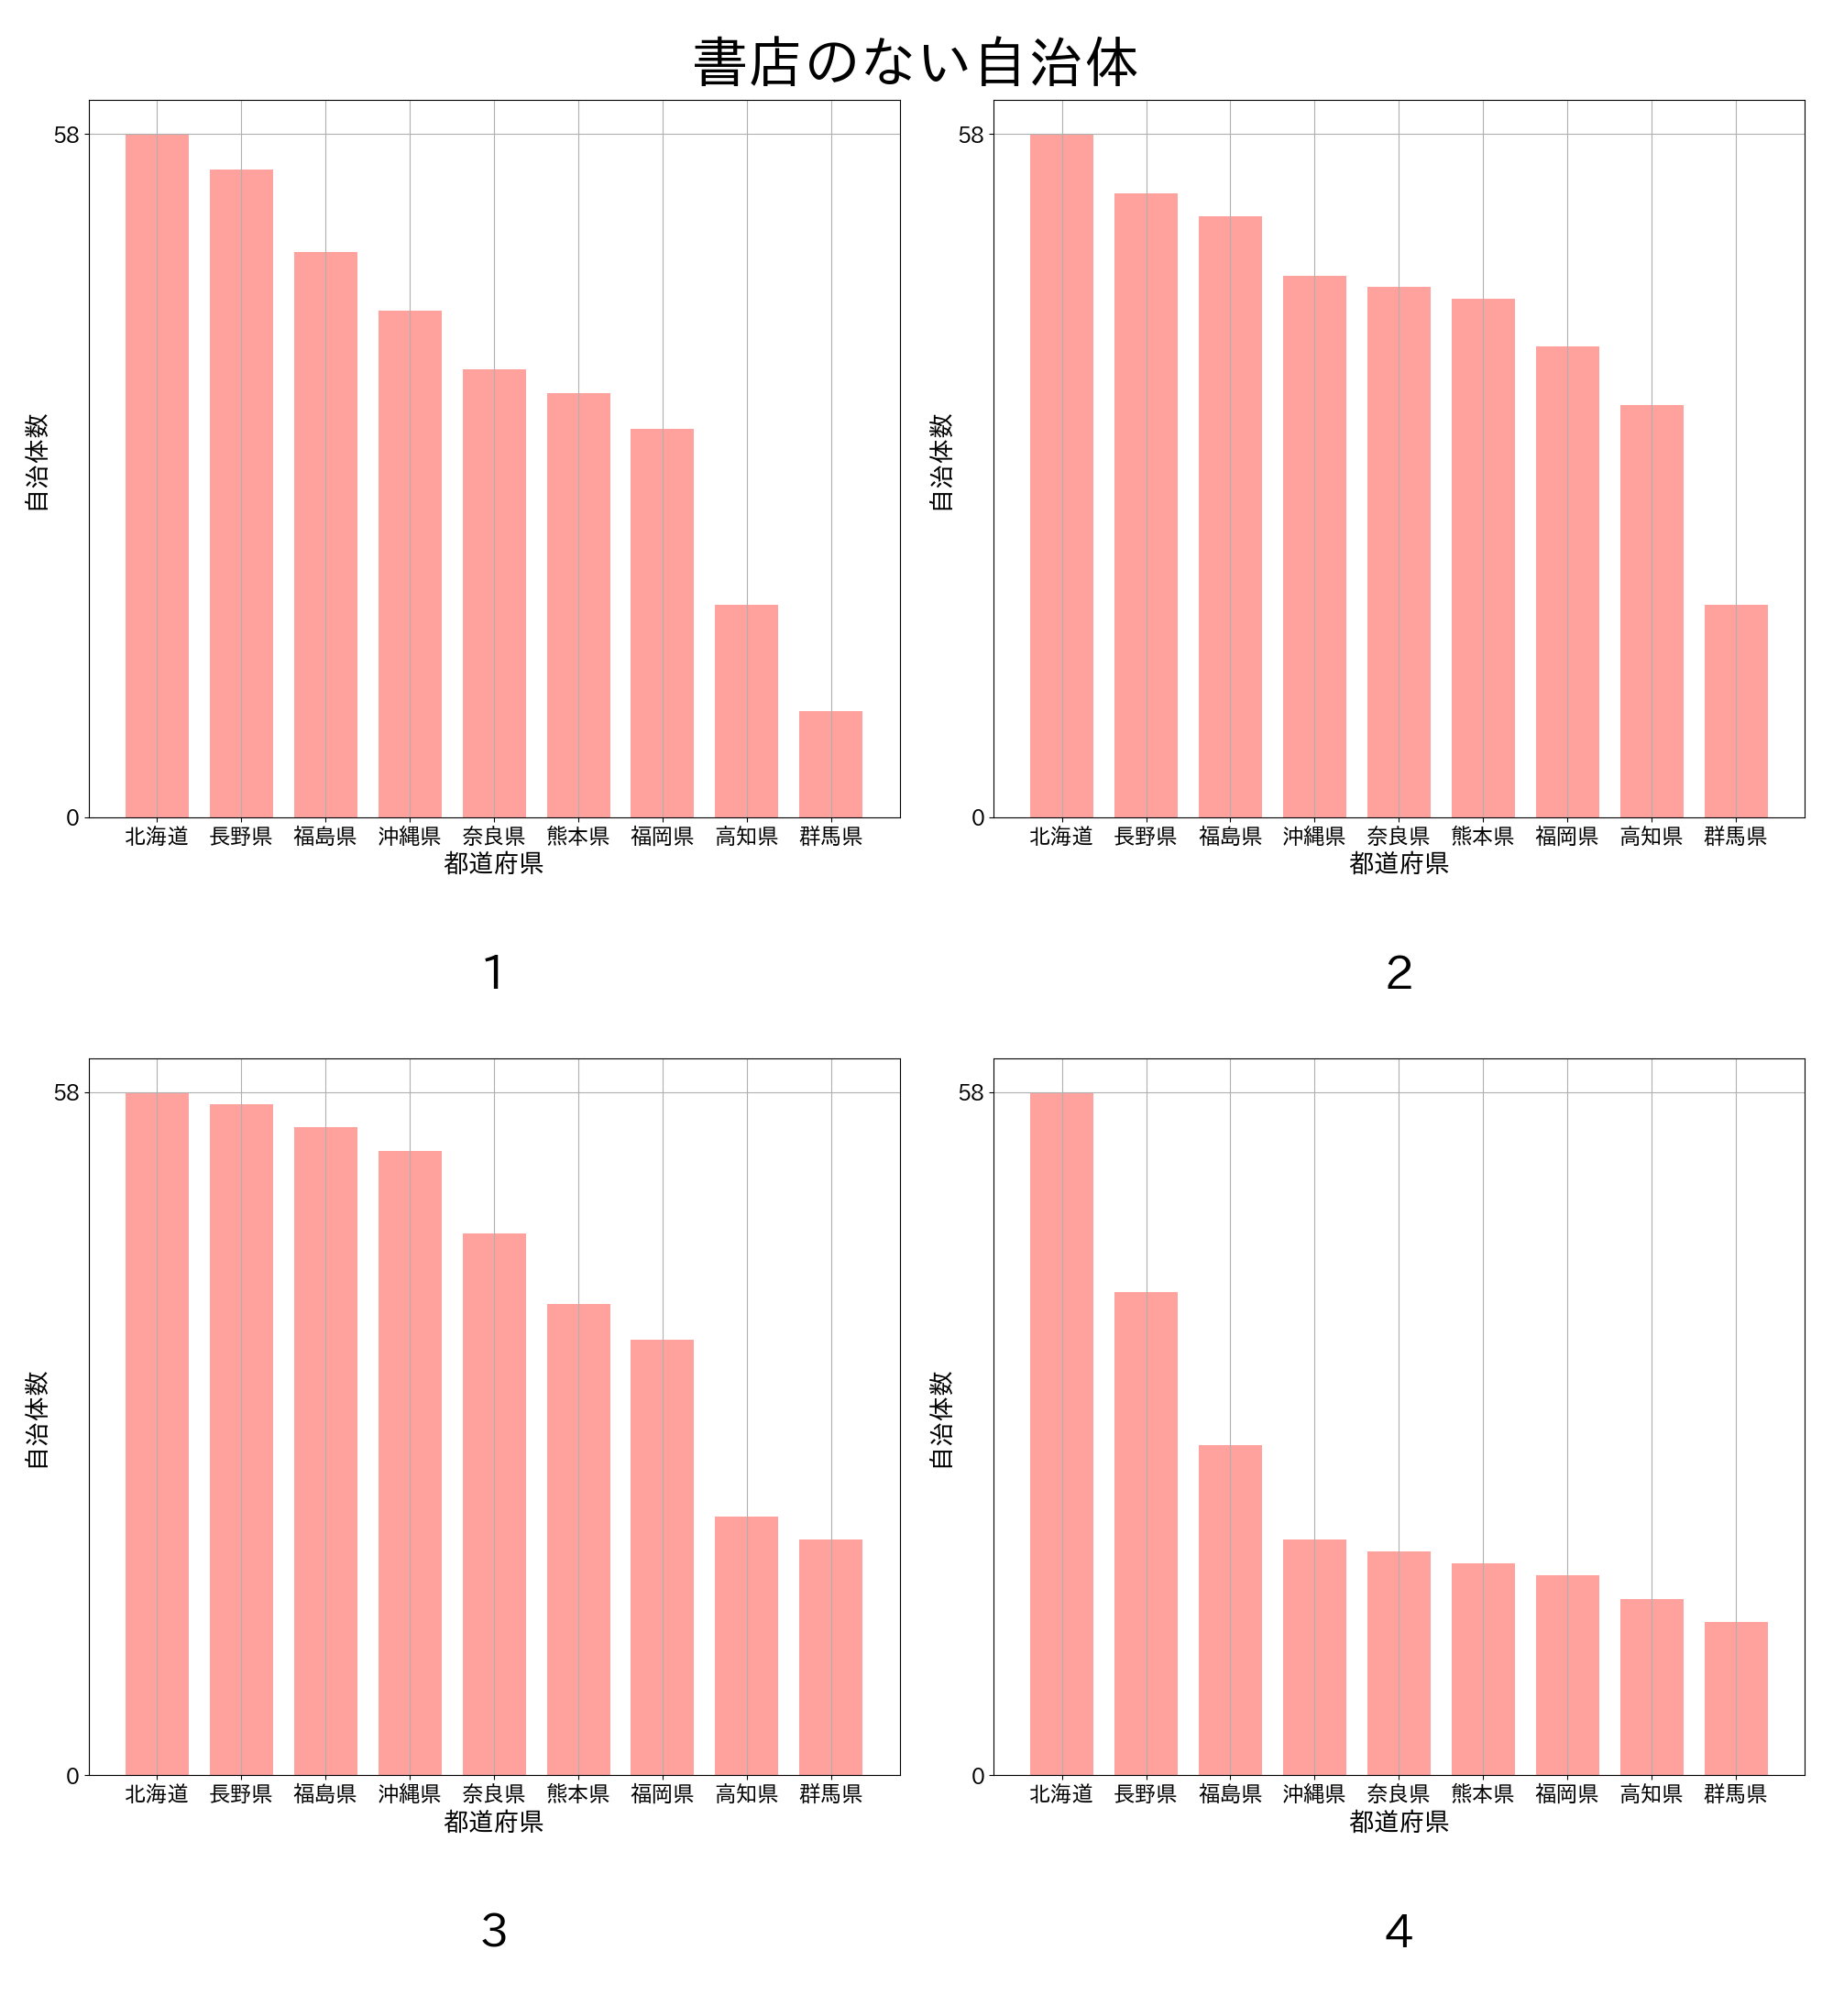 書店のない自治体
58
0
自治体数
北海道 長野県 福島県 沖縄県 奈良県 熊本県 福岡県 高知県 群馬県
都道府県
1
58
0
自治体数
北海道 長野県 福島県 沖縄県 奈良県 熊本県 福岡県 高知県 群馬県
都道府県
2
58
0
自治体数
北海道 長野県 福島県 沖縄県 奈良県 熊本県 福岡県 高知県 群馬県
都道府県
3
58
0
自治体数
北海道 長野県 福島県 沖縄県 奈良県 熊本県 福岡県 高知県 群馬県
都道府県
4